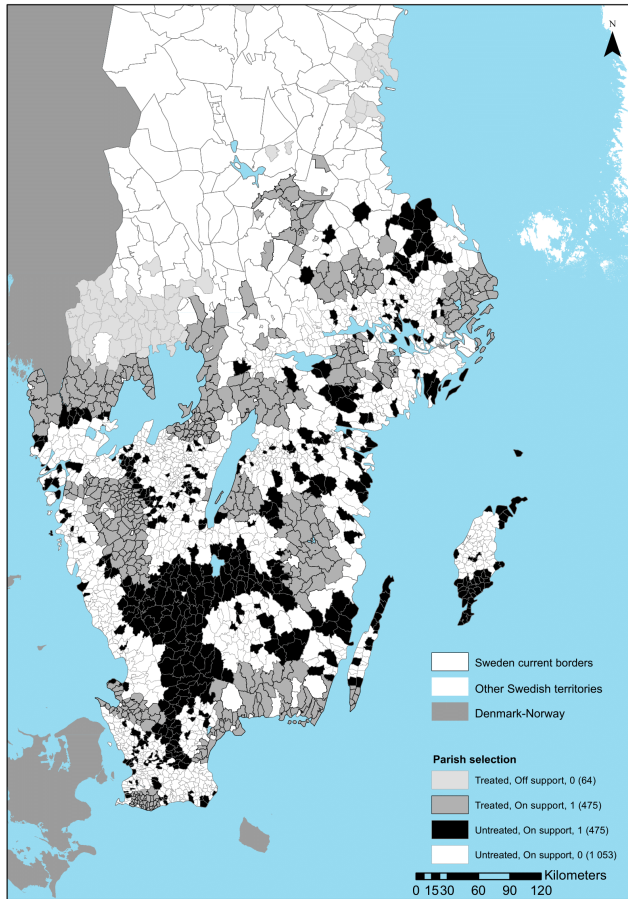 N
Sweden current borders
Other Swedish territories
Denmark-Norway
Parish selection
Treated, Off support, 0 (64)
Treated, On support, 1 (475)
Untreated, On support, 1 (475)
Untreated, On support, 0 (1 053)
Kilometers
0 15 30 60 90 120